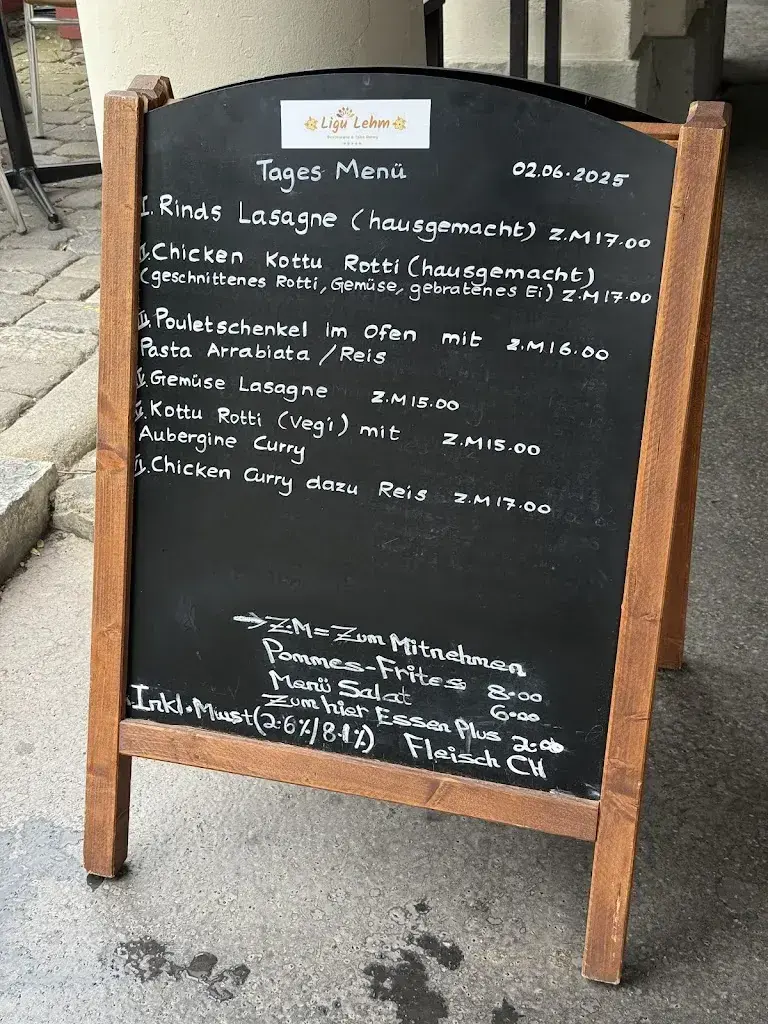 Ligu Lehm
Tages Menü 02.06.2025
I. Rinds Lasagne (hausgemacht) Z.M 17.00
II. Chicken Kottu Rotti (hausgemacht)
(geschnittenes Rotti, Gemüse, gebratenes Ei) Z.M 17.00
III. Pouletschenkel im Ofen mit Z.M 16.00
Pasta Arrabiata / Reis
IV. Gemüse Lasagne Z.M 15.00
V. Kottu Rotti (Vegi) mit Z.M 15.00
Aubergine Curry
VI. Chicken Curry dazu Reis Z.M 17.00
→ Z.M = Zum Mitnehmen
Pommes-Frites 8.00
Menü Salat 6.00
Zum hier Essen Plus 2.00
Inkl. Mwst (2.6%/8.1%) Fleisch CH